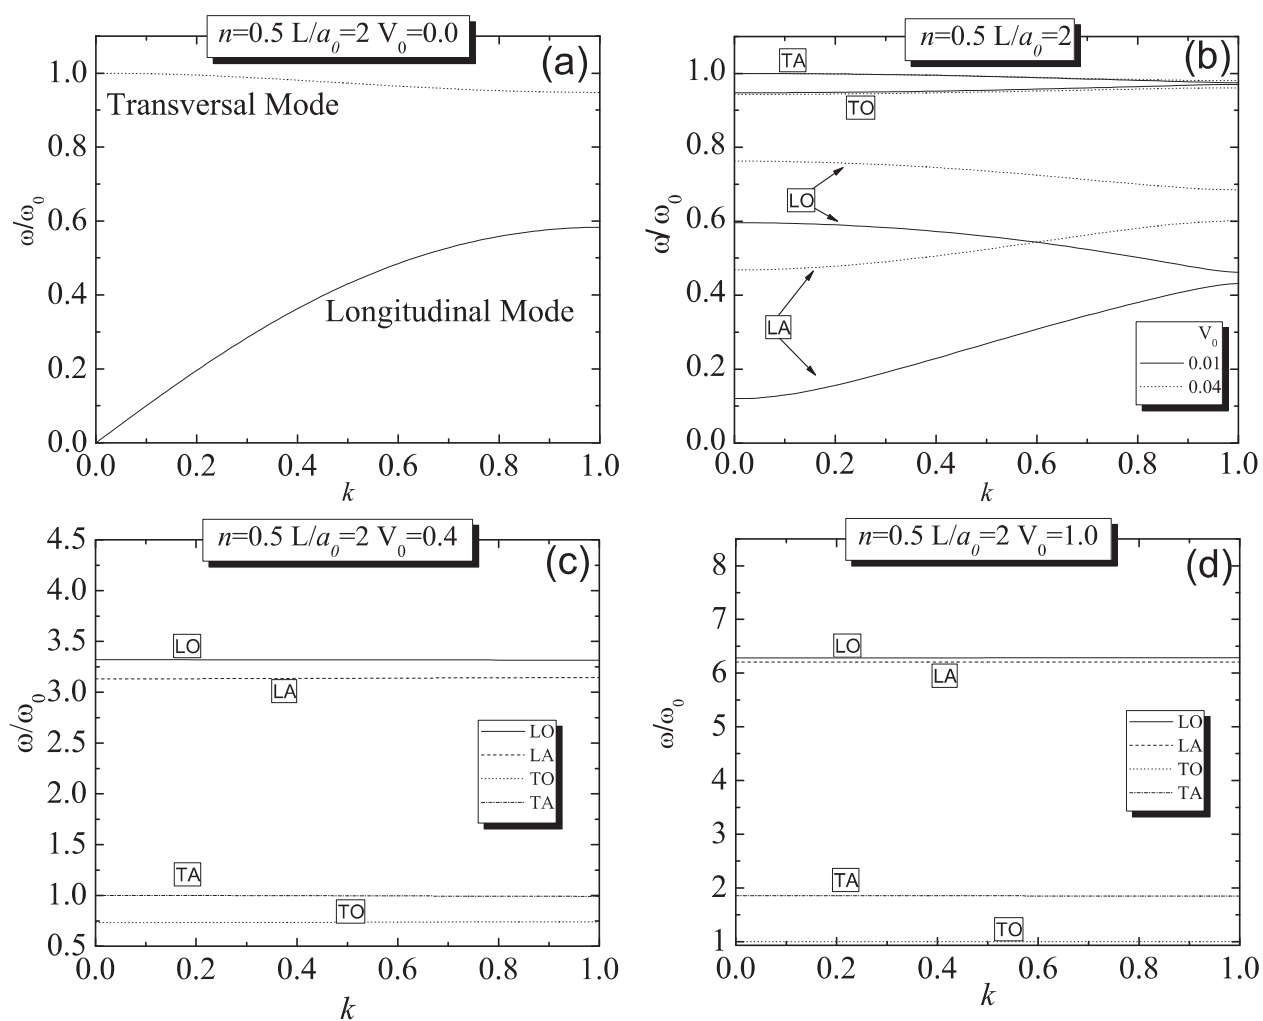 n=0.5 L/a0=2 V0=0.0
(a)
1.0
0.8
0.6
0.4
0.2
0.0
ω/ω0
Transversal Mode
Longitudinal Mode
0.0 0.2 0.4 0.6 0.8 1.0
k
n=0.5 L/a0=2
(b)
1.0
0.8
0.6
0.4
0.2
0.0
ω/ω0
TA
TO
LO
LA
V0
0.01
0.04
0.0 0.2 0.4 0.6 0.8 1.0
k
n=0.5 L/a0=2 V0=0.4
(c)
4.5
4.0
3.5
3.0
2.5
2.0
1.5
1.0
0.5
ω/ω0
LO
LA
LO
LA
TO
TA
TA
TO
0.0 0.2 0.4 0.6 0.8 1.0
k
n=0.5 L/a0=2 V0=1.0
(d)
8
7
6
5
4
3
2
1
ω/ω0
LO
LA
LO
LA
TO
TA
TA
TO
0.0 0.2 0.4 0.6 0.8 1.0
k